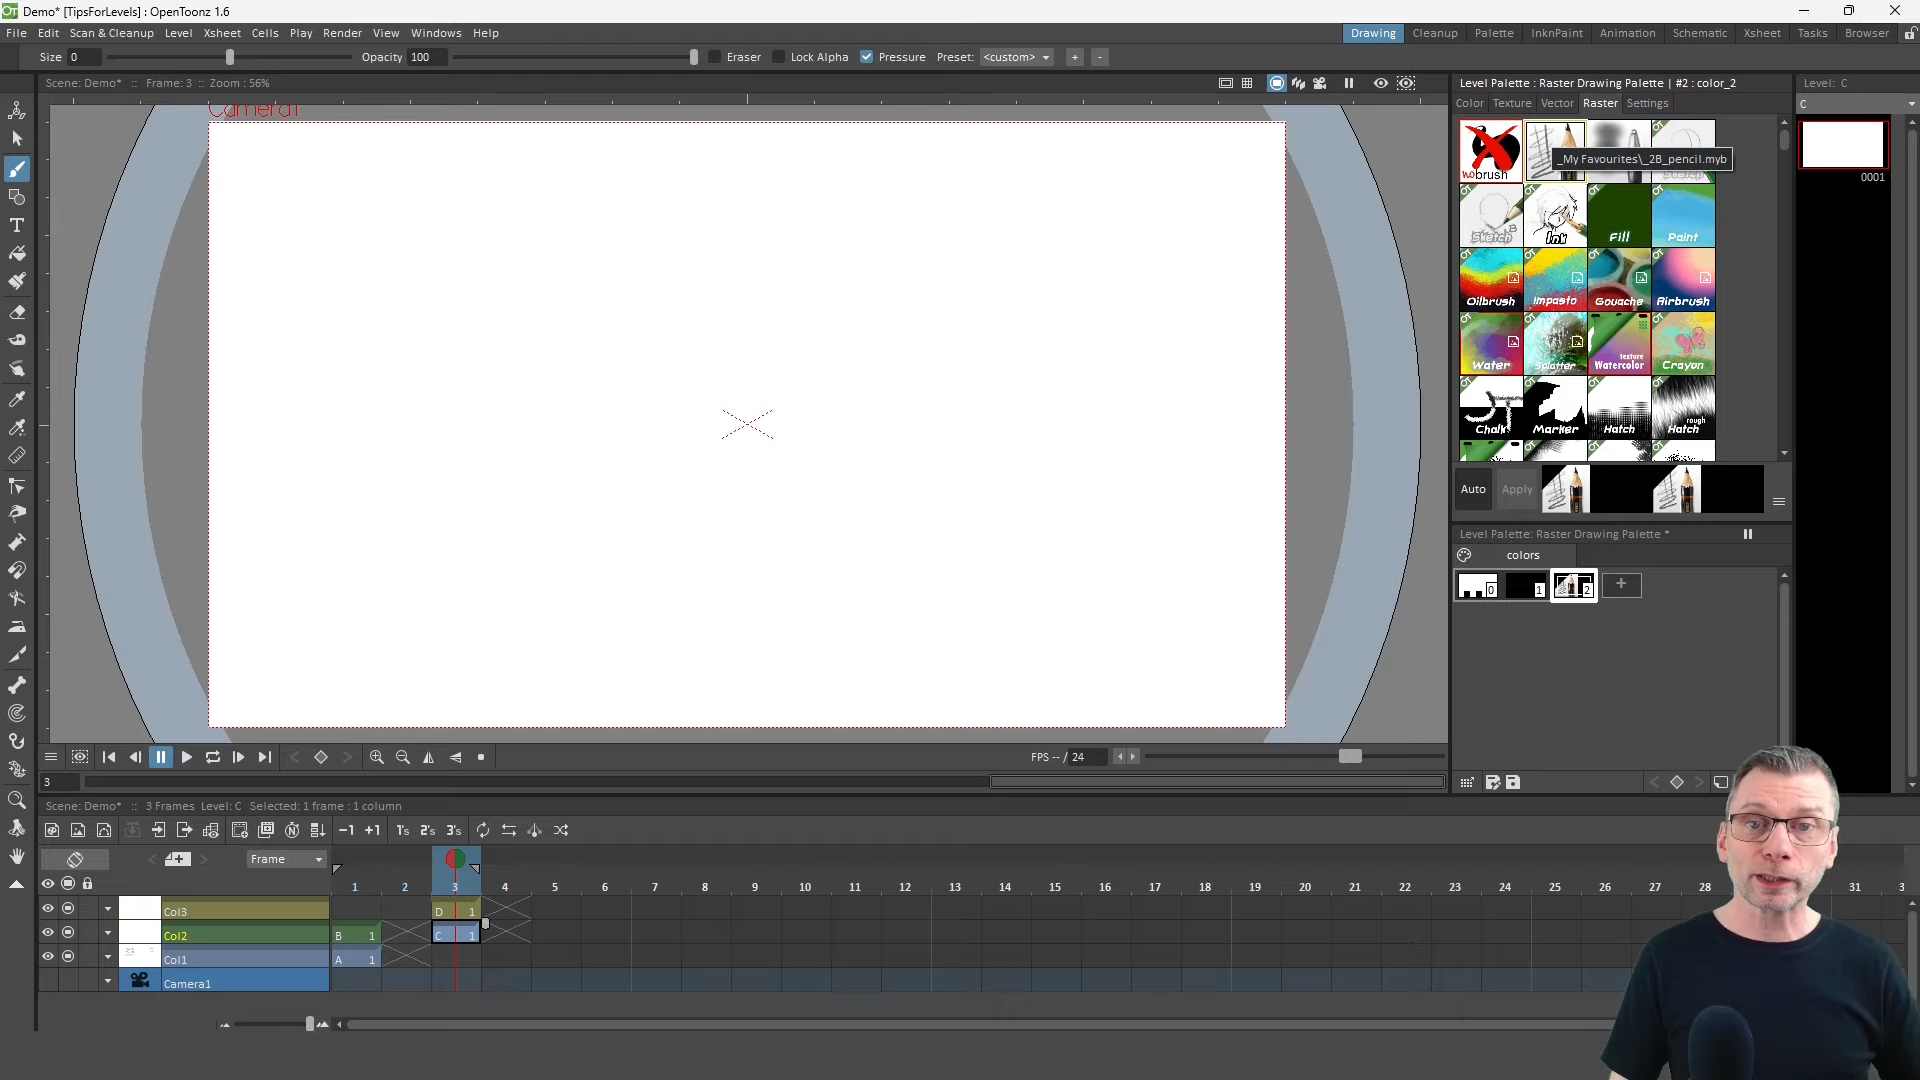 Demo* [TipsForLevels] : OpenToonz 1.6
File Edit Scan & Cleanup Level Xsheet Cells Play Render View Windows Help
Drawing Cleanup Palette InknPaint Animation Schematic Xsheet Tasks Browser
Size 0 Opacity 100 Eraser Lock Alpha Pressure Preset: <custom> + -
Scene: Demo* :: Frame: 3 :: Zoom : 56%
Level Palette : Raster Drawing Palette | #2 : color_2
Level: C
Color Texture Vector Raster Settings
C
Camera1
nobrush
_My Favourites\_2B_pencil.myb
0001
Sketch Ink Fill Paint
Oilbrush Impasto Gouache Airbrush
Water Splatter texture Watercolor Crayon
Chalk Marker Hatch Hatch rough
Auto Apply
Level Palette: Raster Drawing Palette *
colors
0 1 2 +
FPS -- / 24
3
Scene: Demo* :: 3 Frames Level: C Selected: 1 frame : 1 column
-1 +1 1's 2's 3's
Frame
1 2 3 4 5 6 7 8 9 10 11 12 13 14 15 16 17 18 19 20 21 22 23 24 25 26 27 28 31 3
Col3 D 1
Col2 B 1 C 1
Col1 A 1
Camera1